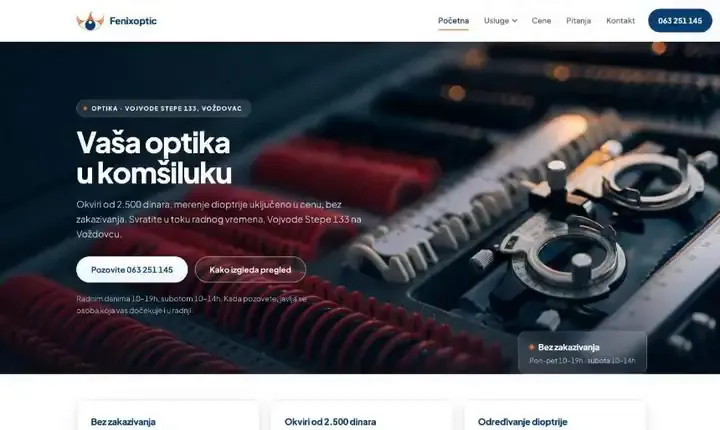 Fenixoptic
Početna Usluge Cene Pitanja Kontakt 063 251 145
OPTIKA · VOJVODE STEPE 133, VOŽDOVAC
Vaša optika
u komšiluku
Okviri od 2.500 dinara, merenje dioptrije uključeno u cenu, bez
zakazivanja. Svratite u toku radnog vremena, Vojvode Stepe 133 na
Voždovcu.
Pozovite 063 251 145
Kako izgleda pregled
Radnim danima 10–19h, subotom 10–14h. Kada pozovete, javlja se
osoba koja vas dočekuje i u radnji.
Bez zakazivanja
Pon–pet 10–19h · subota 10–14h
Bez zakazivanja
Okviri od 2.500 dinara
Određivanje dioptrije